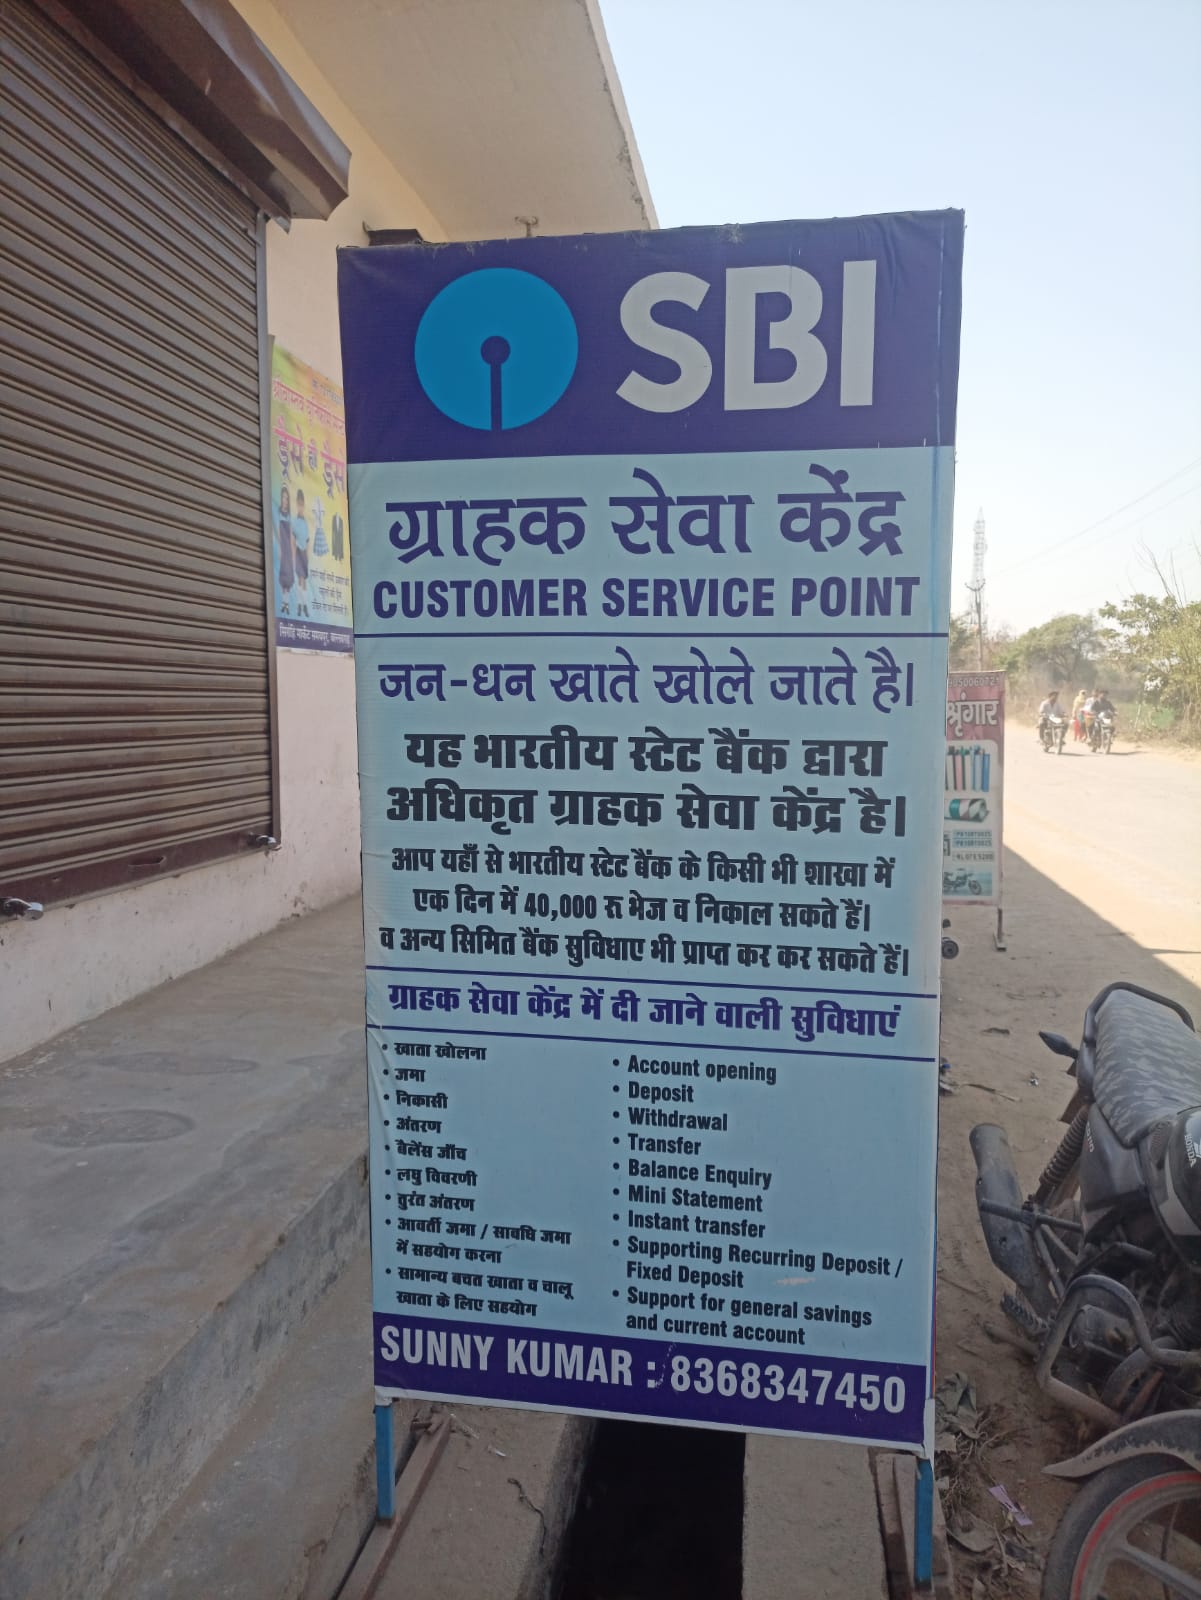 SBI
ग्राहक सेवा केंद्र
CUSTOMER SERVICE POINT
जन-धन खाते खोले जाते है।
यह भारतीय स्टेट बैंक द्वारा
अधिकृत ग्राहक सेवा केंद्र है।
आप यहाँ से भारतीय स्टेट बैंक के किसी भी शाखा में
एक दिन में 40,000 रू भेज व निकाल सकते हैं।
व अन्य सिमित बैंक सुविधाए भी प्राप्त कर कर सकते हैं।
ग्राहक सेवा केंद्र में दी जाने वाली सुविधाएं
• खाता खोलना
• जमा
• निकासी
• अंतरण
• बैलेंस जाँच
• लघु विवरणी
• तुरंत अंतरण
• आवर्ती जमा / सावधि जमा
में सहयोग करना
• सामान्य बचत खाता व चालू
खाता के लिए सहयोग
• Account opening
• Deposit
• Withdrawal
• Transfer
• Balance Enquiry
• Mini Statement
• Instant transfer
• Supporting Recurring Deposit /
Fixed Deposit
• Support for general savings
and current account
SUNNY KUMAR : 8368347450
ड्रैसे ही ड्रैसे
श्रृंगार
HONDA